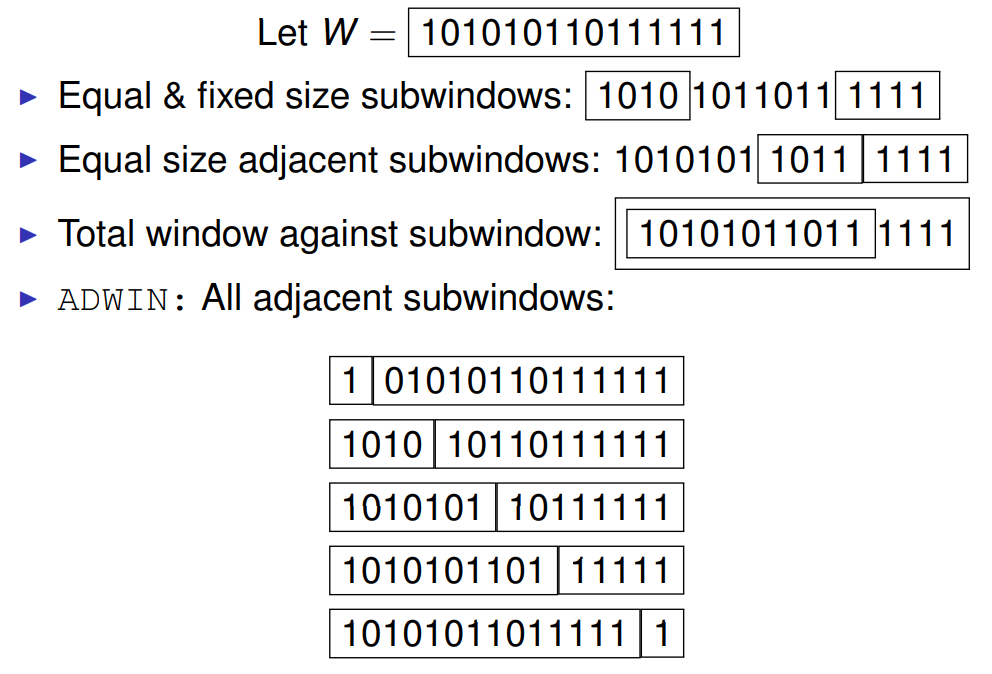 Let W = 101010110111111
▶ Equal & fixed size subwindows: 1010 1011011 1111
▶ Equal size adjacent subwindows: 1010101 1011 1111
▶ Total window against subwindow: 10101011011 1111
▶ ADWIN: All adjacent subwindows:
1 01010110111111
1010 10110111111
1010101 10111111
1010101101 11111
10101011011111 1